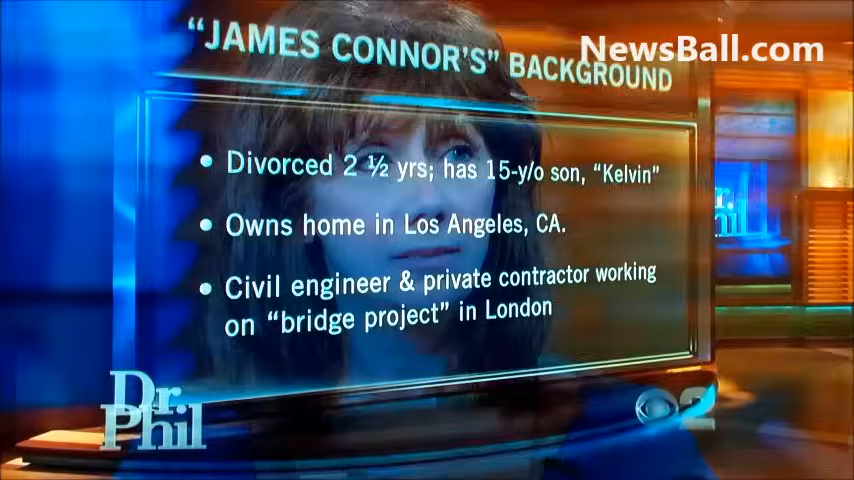 "JAMES CONNOR'S" BACKGROUND
NewsBall.com
• Divorced 2 ½ yrs; has 15-y/o son, "Kelvin"
• Owns home in Los Angeles, CA.
• Civil engineer & private contractor working
on "bridge project" in London
Dr.
Phil
2